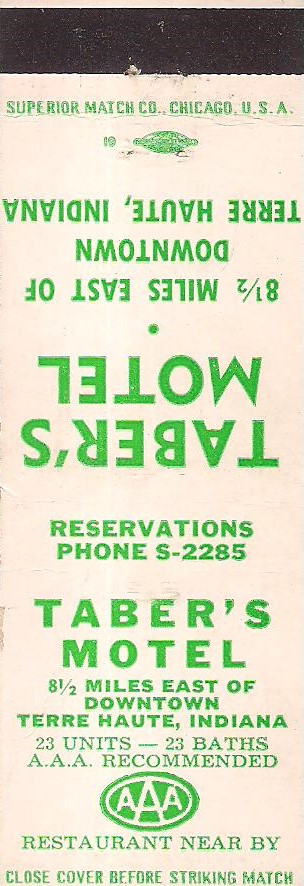 SUPERIOR MATCH CO., CHICAGO, U.S.A.
19
TABER'S
MOTEL
•
8½ MILES EAST OF
DOWNTOWN
TERRE HAUTE, INDIANA
RESERVATIONS
PHONE S-2285
TABER'S
MOTEL
8½ MILES EAST OF
DOWNTOWN
TERRE HAUTE, INDIANA
23 UNITS — 23 BATHS
A.A.A. RECOMMENDED
AAA
RESTAURANT NEAR BY
CLOSE COVER BEFORE STRIKING MATCH